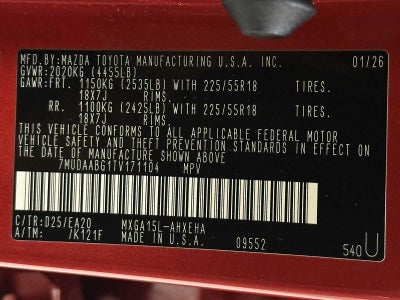 MFD.BY:MAZDA TOYOTA MANUFACTURING U.S.A. INC. 01/26
GVWR:2020KG (4455LB)
GAWR:FRT. 1150KG (2535LB) WITH 225/55R18 TIRES.
18X7J RIMS.
RR. 1100KG (2425LB) WITH 225/55R18 TIRES.
18X7J RIMS.
THIS VEHICLE CONFORMS TO ALL APPLICABLE FEDERAL MOTOR
VEHICLE SAFETY AND THEFT PREVENTION STANDARDS IN EFFECT ON
THE DATE OF MANUFACTURE SHOWN ABOVE.
7MUDAABG1TV171104 MPV
C/TR:D25/EA20 MXGA15L-AHXEHA
A/TM: /K121F MADE IN U.S.A. 09552 540U